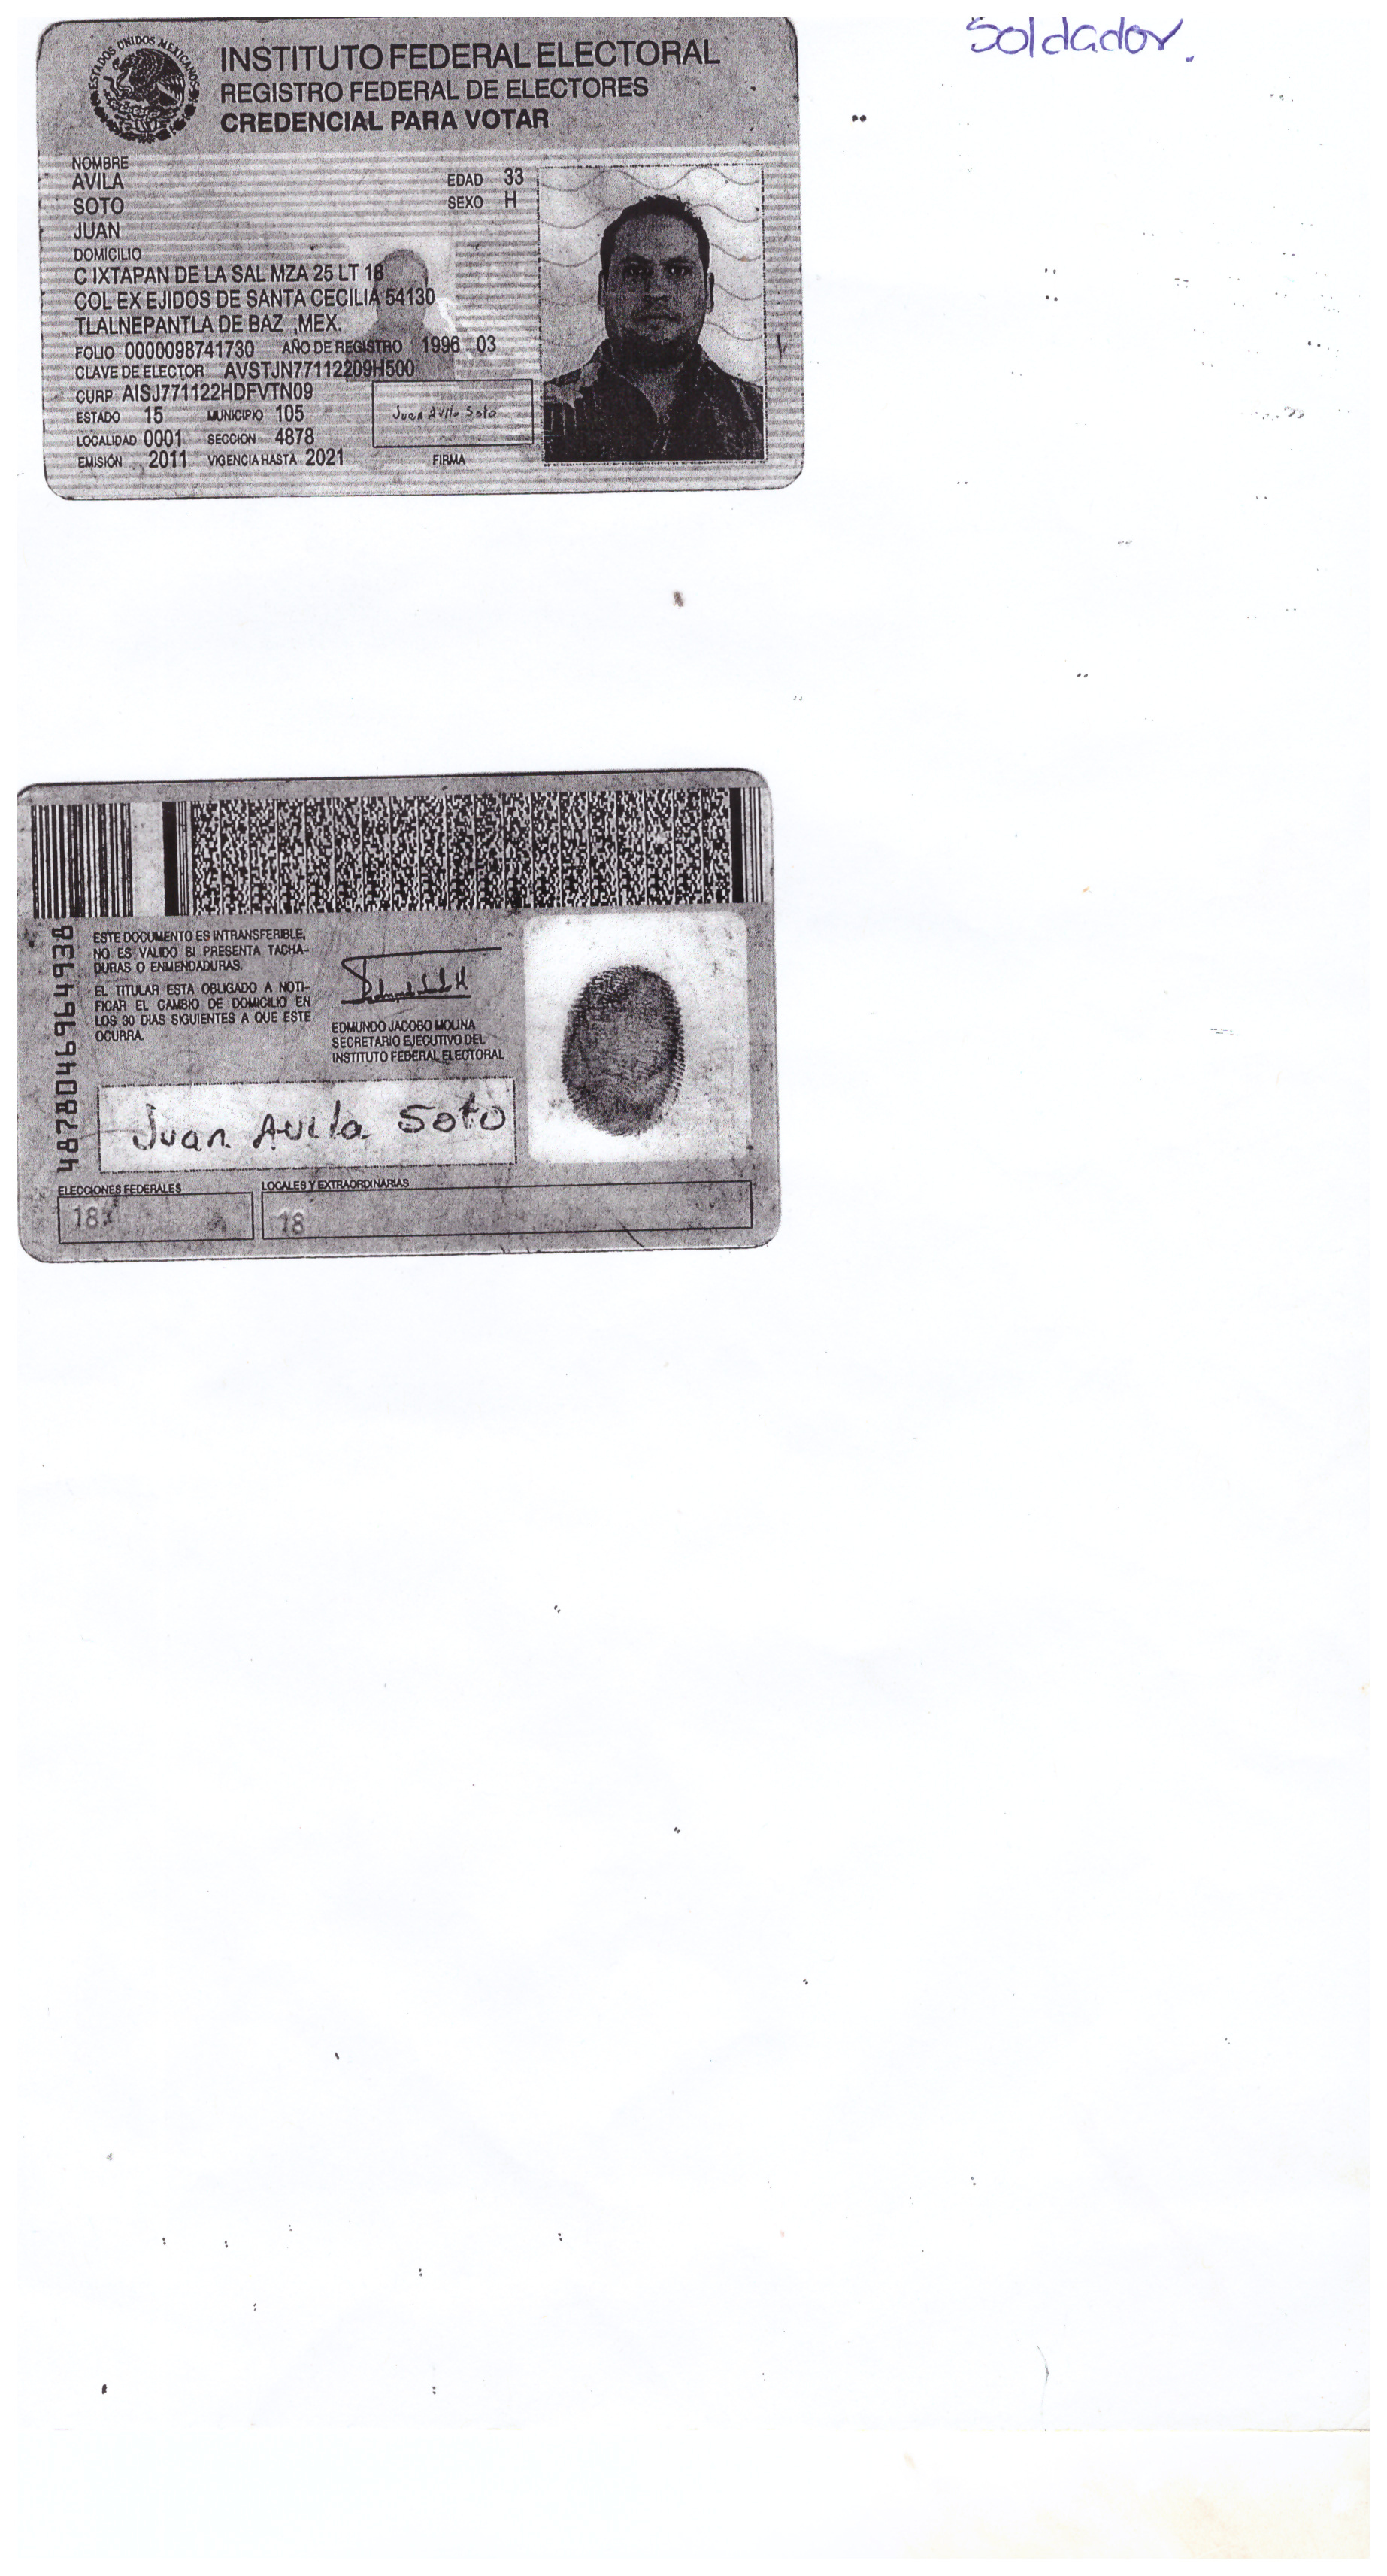 Soldador.
ESTADOS UNIDOS MEXICANOS
INSTITUTO FEDERAL ELECTORAL
REGISTRO FEDERAL DE ELECTORES
CREDENCIAL PARA VOTAR
NOMBRE
AVILA
SOTO
JUAN
EDAD 33
SEXO H
DOMICILIO
C IXTAPAN DE LA SAL MZA 25 LT 18
COL EX EJIDOS DE SANTA CECILIA 54130
TLALNEPANTLA DE BAZ ,MEX.
FOLIO 0000098741730 AÑO DE REGISTRO 1996 03
CLAVE DE ELECTOR AVSTJN77112209H500
CURP AISJ771122HDFVTN09
ESTADO 15 MUNICIPIO 105
LOCALIDAD 0001 SECCION 4878
EMISIÓN 2011 VIGENCIA HASTA 2021
Juan Avila Soto
FIRMA
4878046964938
ESTE DOCUMENTO ES INTRANSFERIBLE,
NO ES VALIDO SI PRESENTA TACHA-
DURAS O ENMENDADURAS.
EL TITULAR ESTA OBLIGADO A NOTI-
FICAR EL CAMBIO DE DOMICILIO EN
LOS 30 DIAS SIGUIENTES A QUE ESTE
OCURRA.
EDMUNDO JACOBO MOLINA
SECRETARIO EJECUTIVO DEL
INSTITUTO FEDERAL ELECTORAL
Juan Avila Soto
ELECCIONES FEDERALES
LOCALES Y EXTRAORDINARIAS
18
18